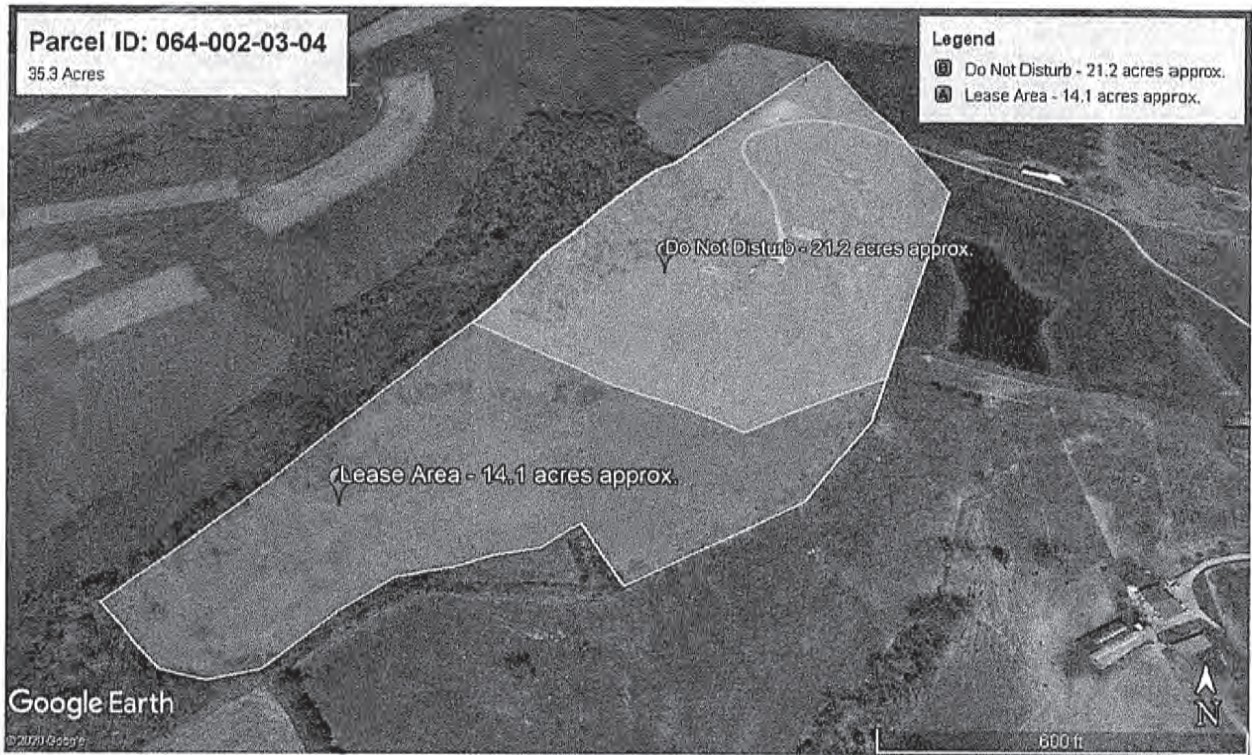 Parcel ID: 064-002-03-04
35.3 Acres
Legend
B Do Not Disturb - 21.2 acres approx.
A Lease Area - 14.1 acres approx.
Do Not Disturb - 21.2 acres approx.
Lease Area - 14.1 acres approx.
Google Earth
© 2020 Google
600 ft
N